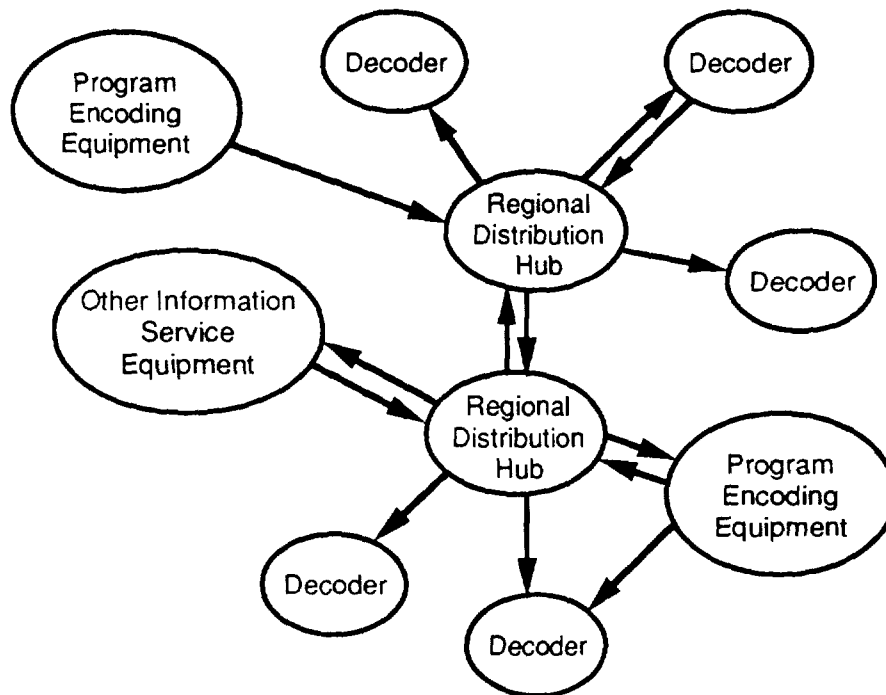 Program
Encoding
Equipment
Decoder
Decoder
Regional
Distribution
Hub
Decoder
Other Information
Service
Equipment
Regional
Distribution
Hub
Program
Encoding
Equipment
Decoder
Decoder